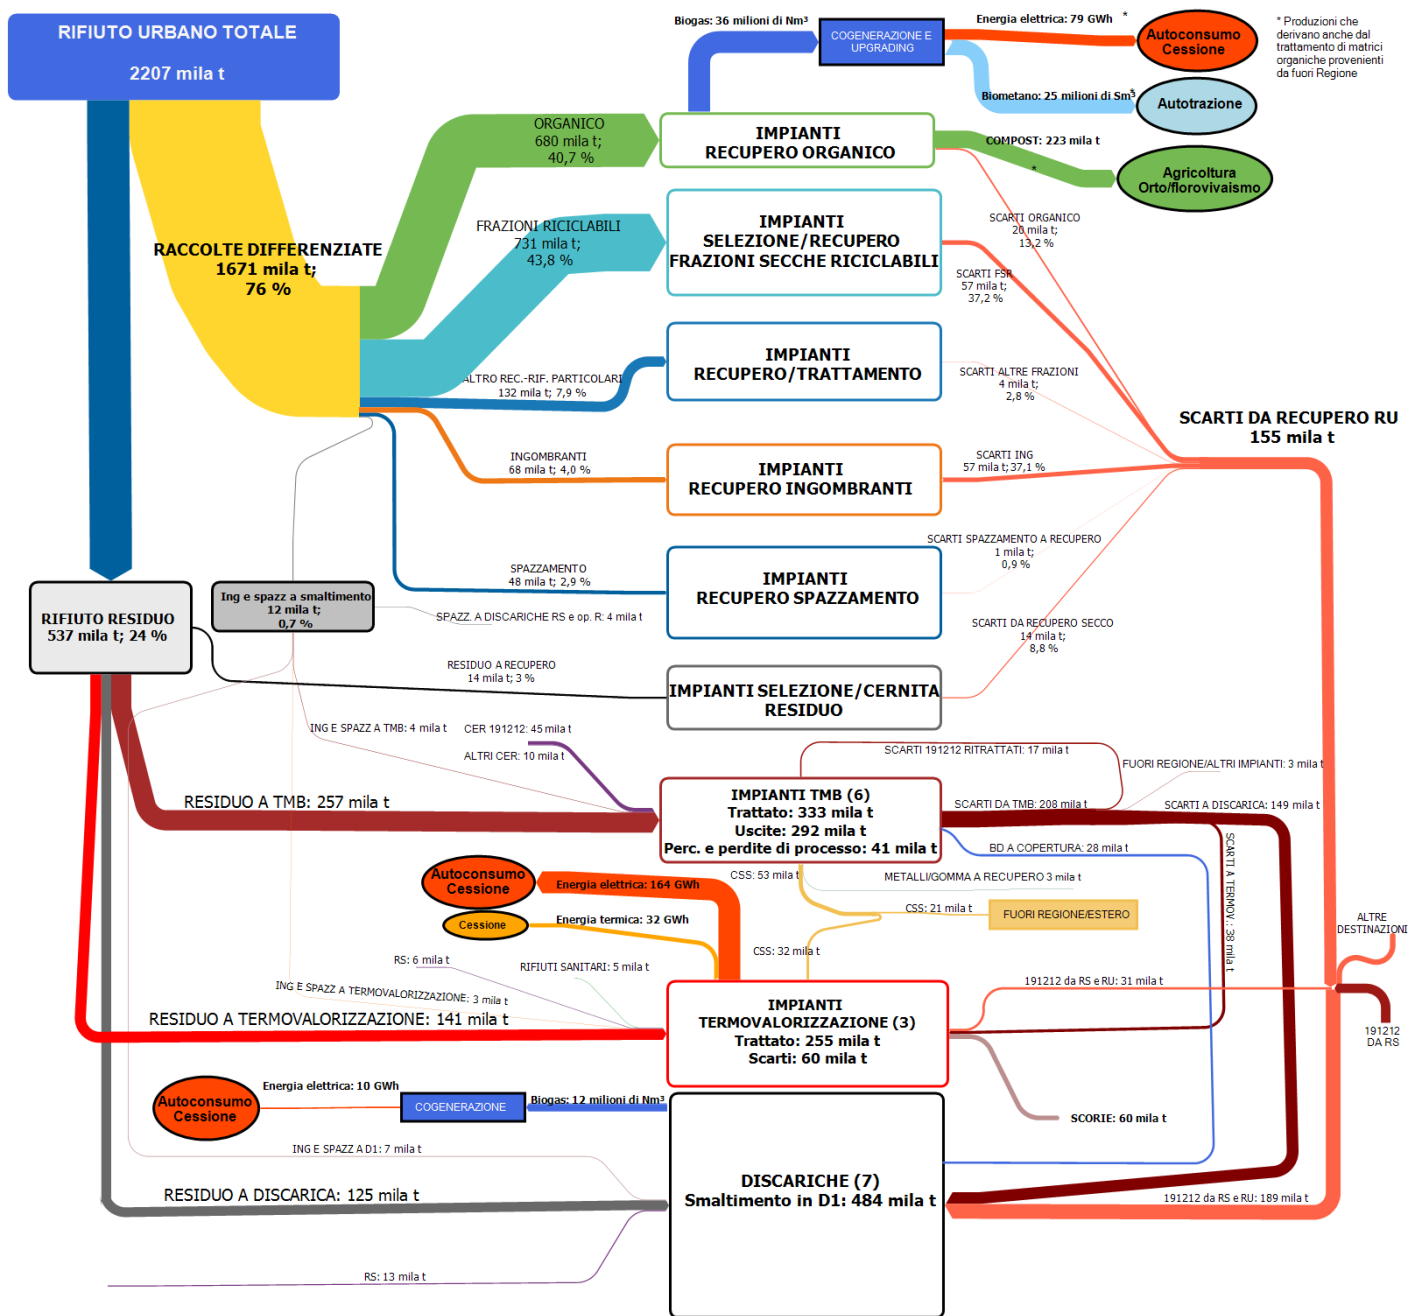 RIFIUTO URBANO TOTALE
2207 mila t
Biogas: 36 milioni di Nm³
COGENERAZIONE E
UPGRADING
Energia elettrica: 79 GWh
*
Autoconsumo
Cessione
* Produzioni che
derivano anche dal
trattamento di matrici
organiche provenienti
da fuori Regione
Biometano: 25 milioni di Sm³
*
Autotrazione
ORGANICO
680 mila t;
40,7 %
IMPIANTI
RECUPERO ORGANICO
COMPOST: 223 mila t
*
Agricoltura
Orto/florovivaismo
RACCOLTE DIFFERENZIATE
1671 mila t;
76 %
FRAZIONI RICICLABILI
731 mila t;
43,8 %
IMPIANTI
SELEZIONE/RECUPERO
FRAZIONI SECCHE RICICLABILI
SCARTI ORGANICO
20 mila t;
13,2 %
SCARTI FSR
57 mila t;
37,2 %
ALTRO REC.-RIF. PARTICOLARI
132 mila t; 7,9 %
IMPIANTI
RECUPERO/TRATTAMENTO
SCARTI ALTRE FRAZIONI
4 mila t;
2,8 %
SCARTI DA RECUPERO RU
155 mila t
INGOMBRANTI
68 mila t; 4,0 %
IMPIANTI
RECUPERO INGOMBRANTI
SCARTI ING
57 mila t;37,1 %
SPAZZAMENTO
48 mila t; 2,9 %
IMPIANTI
RECUPERO SPAZZAMENTO
SCARTI SPAZZAMENTO A RECUPERO
1 mila t;
0,9 %
RIFIUTO RESIDUO
537 mila t; 24 %
Ing e spazz a smaltimento
12 mila t;
0,7 %
SPAZZ. A DISCARICHE RS e op. R: 4 mila t
SCARTI DA RECUPERO SECCO
14 mila t;
8,8 %
RESIDUO A RECUPERO
14 mila t; 3 %
IMPIANTI SELEZIONE/CERNITA
RESIDUO
ING E SPAZZ A TMB: 4 mila t
CER 191212: 45 mila t
ALTRI CER: 10 mila t
SCARTI 191212 RITRATTATI: 17 mila t
FUORI REGIONE/ALTRI IMPIANTI: 3 mila t
RESIDUO A TMB: 257 mila t
IMPIANTI TMB (6)
Trattato: 333 mila t
Uscite: 292 mila t
Perc. e perdite di processo: 41 mila t
SCARTI DA TMB: 208 mila t
SCARTI A DISCARICA: 149 mila t
BD A COPERTURA: 28 mila t
SCARTI A TERMOV.: 38 mila t
Autoconsumo
Cessione
Energia elettrica: 164 GWh
CSS: 53 mila t
METALLI/GOMMA A RECUPERO 3 mila t
Cessione
Energia termica: 32 GWh
CSS: 21 mila t
FUORI REGIONE/ESTERO
ALTRE
DESTINAZIONI
CSS: 32 mila t
RS: 6 mila t
RIFIUTI SANITARI: 5 mila t
ING E SPAZZ A TERMOVALORIZZAZIONE: 3 mila t
RESIDUO A TERMOVALORIZZAZIONE: 141 mila t
IMPIANTI
TERMOVALORIZZAZIONE (3)
Trattato: 255 mila t
Scarti: 60 mila t
191212 da RS e RU: 31 mila t
191212
DA RS
Energia elettrica: 10 GWh
Autoconsumo
Cessione
COGENERAZIONE
Biogas: 12 milioni di Nm³
SCORIE: 60 mila t
ING E SPAZZ A D1: 7 mila t
RESIDUO A DISCARICA: 125 mila t
DISCARICHE (7)
Smaltimento in D1: 484 mila t
191212 da RS e RU: 189 mila t
RS: 13 mila t